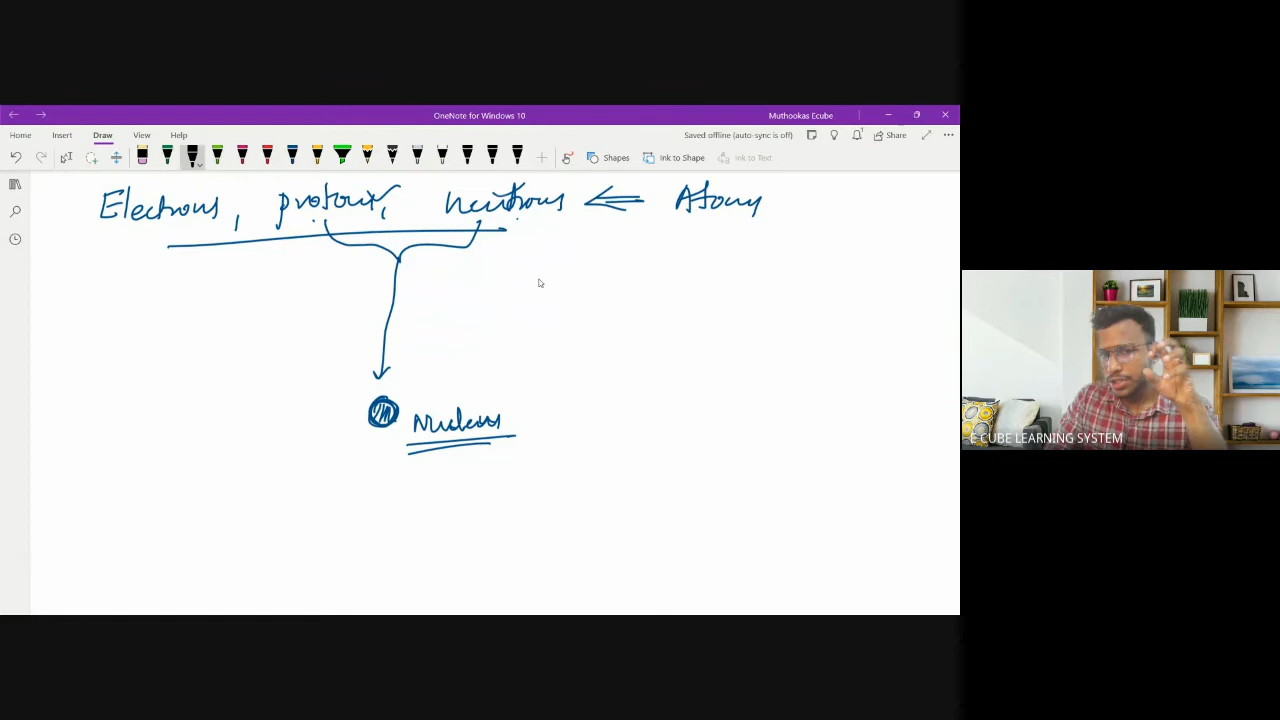 OneNote for Windows 10
Muthookas Ecube
Home Insert Draw View Help
Saved offline (auto-sync is off)
Share
Shapes
Ink to Shape
Ink to Text
Electrons, protons, neutrons ⇐ Atoms
Nucleus
E CUBE LEARNING SYSTEM